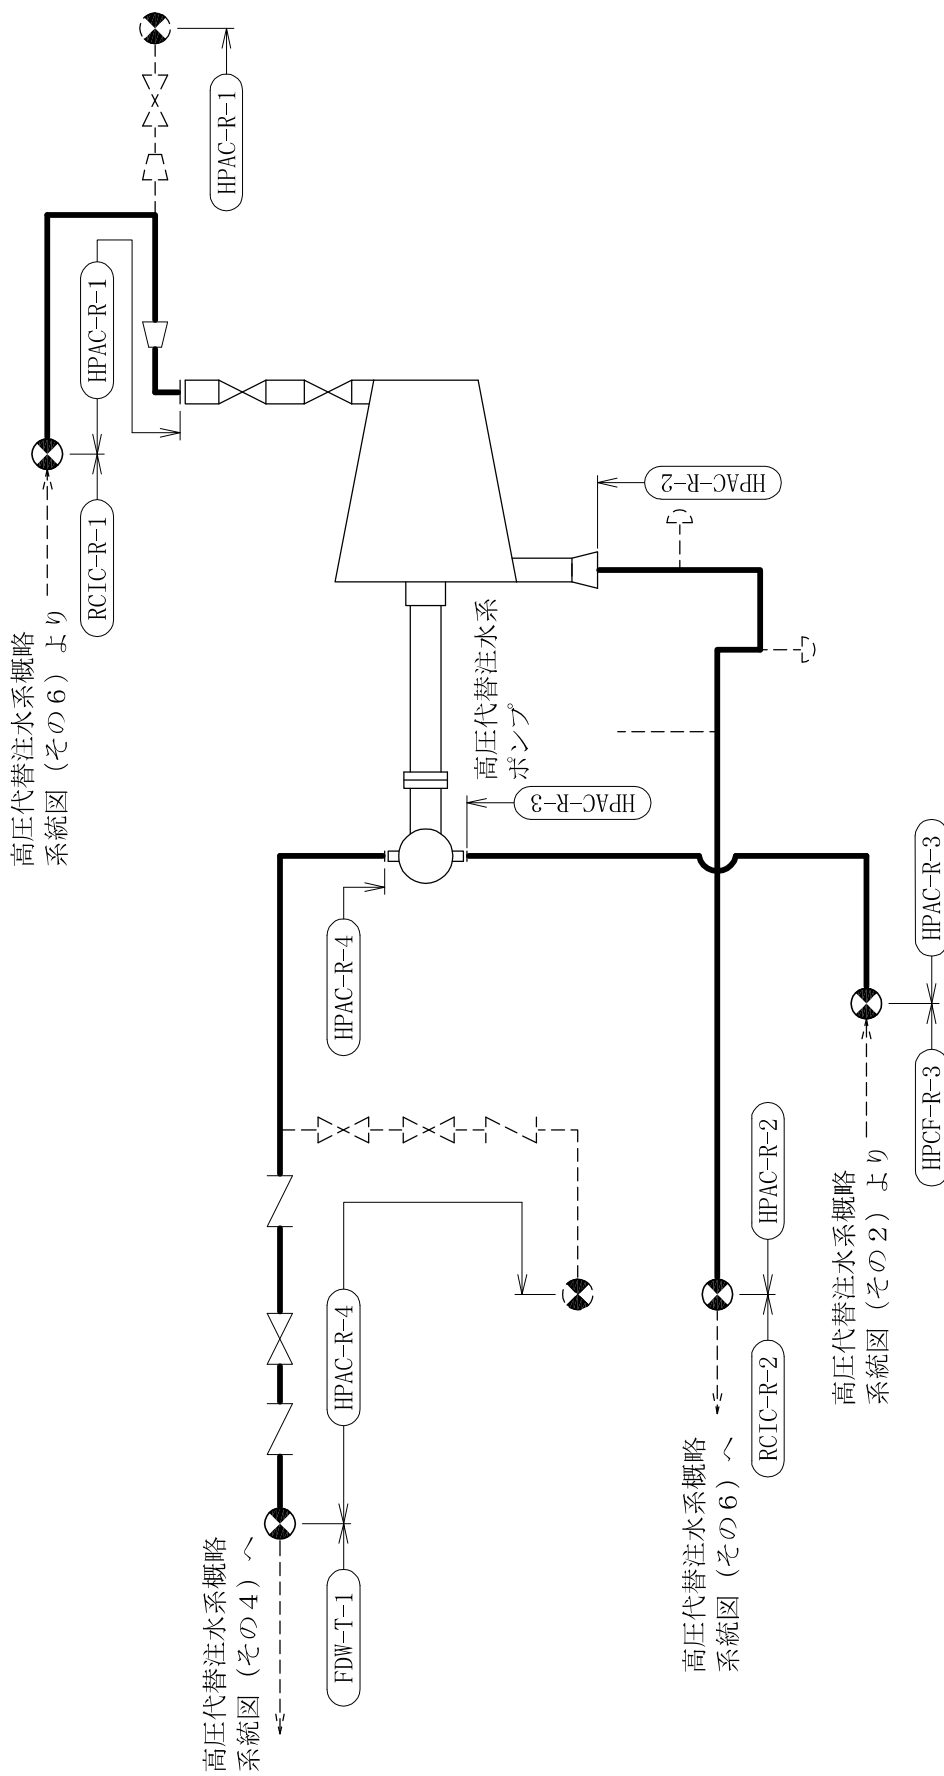 HPAC-R-1
高圧代替注水系概略
系統図（その６）より
HPAC-R-1
RCIC-R-1
HPAC-R-2
高圧代替注水系
ポンプ
HPAC-R-3
HPAC-R-4
HPAC-R-3
HPCF-R-3
高圧代替注水系概略
系統図（その２）より
HPAC-R-2
RCIC-R-2
高圧代替注水系概略
系統図（その６）へ
HPAC-R-4
FDW-T-1
高圧代替注水系概略
系統図（その４）へ